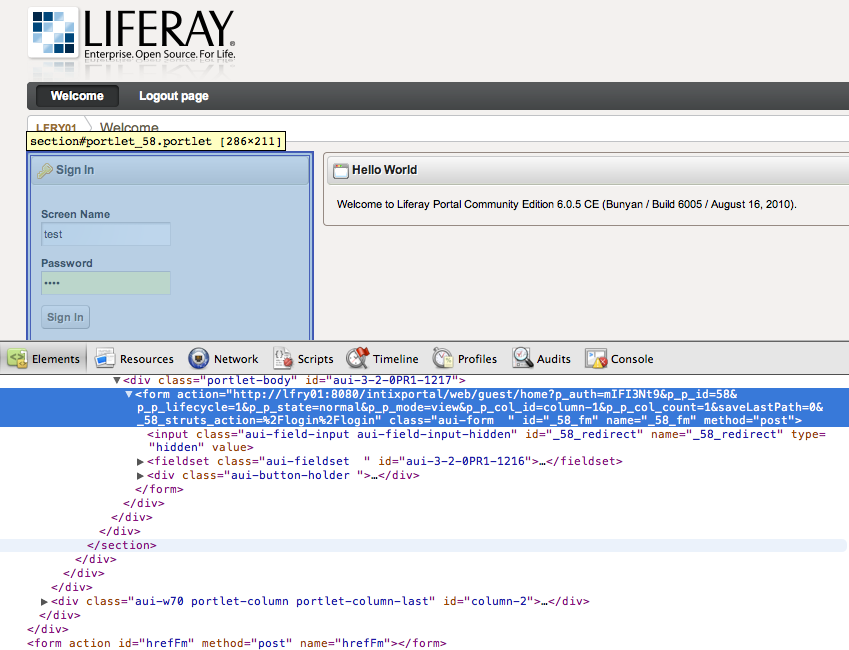 LIFERAY®
Enterprise. Open Source. For Life.
Welcome Logout page
LFRY01 Welcome
section#portlet_58.portlet [286×211]
Sign In
Hello World
Welcome to Liferay Portal Community Edition 6.0.5 CE (Bunyan / Build 6005 / August 16, 2010).
Screen Name
test
Password
••••
Sign In
Elements Resources Network Scripts Timeline Profiles Audits Console
▼<div class="portlet-body" id="aui-3-2-0PR1-1217">
▼<form action="http://lfry01:8080/intixportal/web/guest/home?p_auth=mIFI3Nt9&p_p_id=58&
p_p_lifecycle=1&p_p_state=normal&p_p_mode=view&p_p_col_id=column-1&p_p_col_count=1&saveLastPath=0&
_58_struts_action=%2Flogin%2Flogin" class="aui-form  " id="_58_fm" name="_58_fm" method="post">
<input class="aui-field-input aui-field-input-hidden" id="_58_redirect" name="_58_redirect" type=
"hidden" value>
▶<fieldset class="aui-fieldset  " id="aui-3-2-0PR1-1216">…</fieldset>
▶<div class="aui-button-holder ">…</div>
</form>
</div>
</div>
</div>
</section>
</div>
</div>
</div>
▶<div class="aui-w70 portlet-column portlet-column-last" id="column-2">…</div>
</div>
</div>
<form action id="hrefFm" method="post" name="hrefFm"></form>